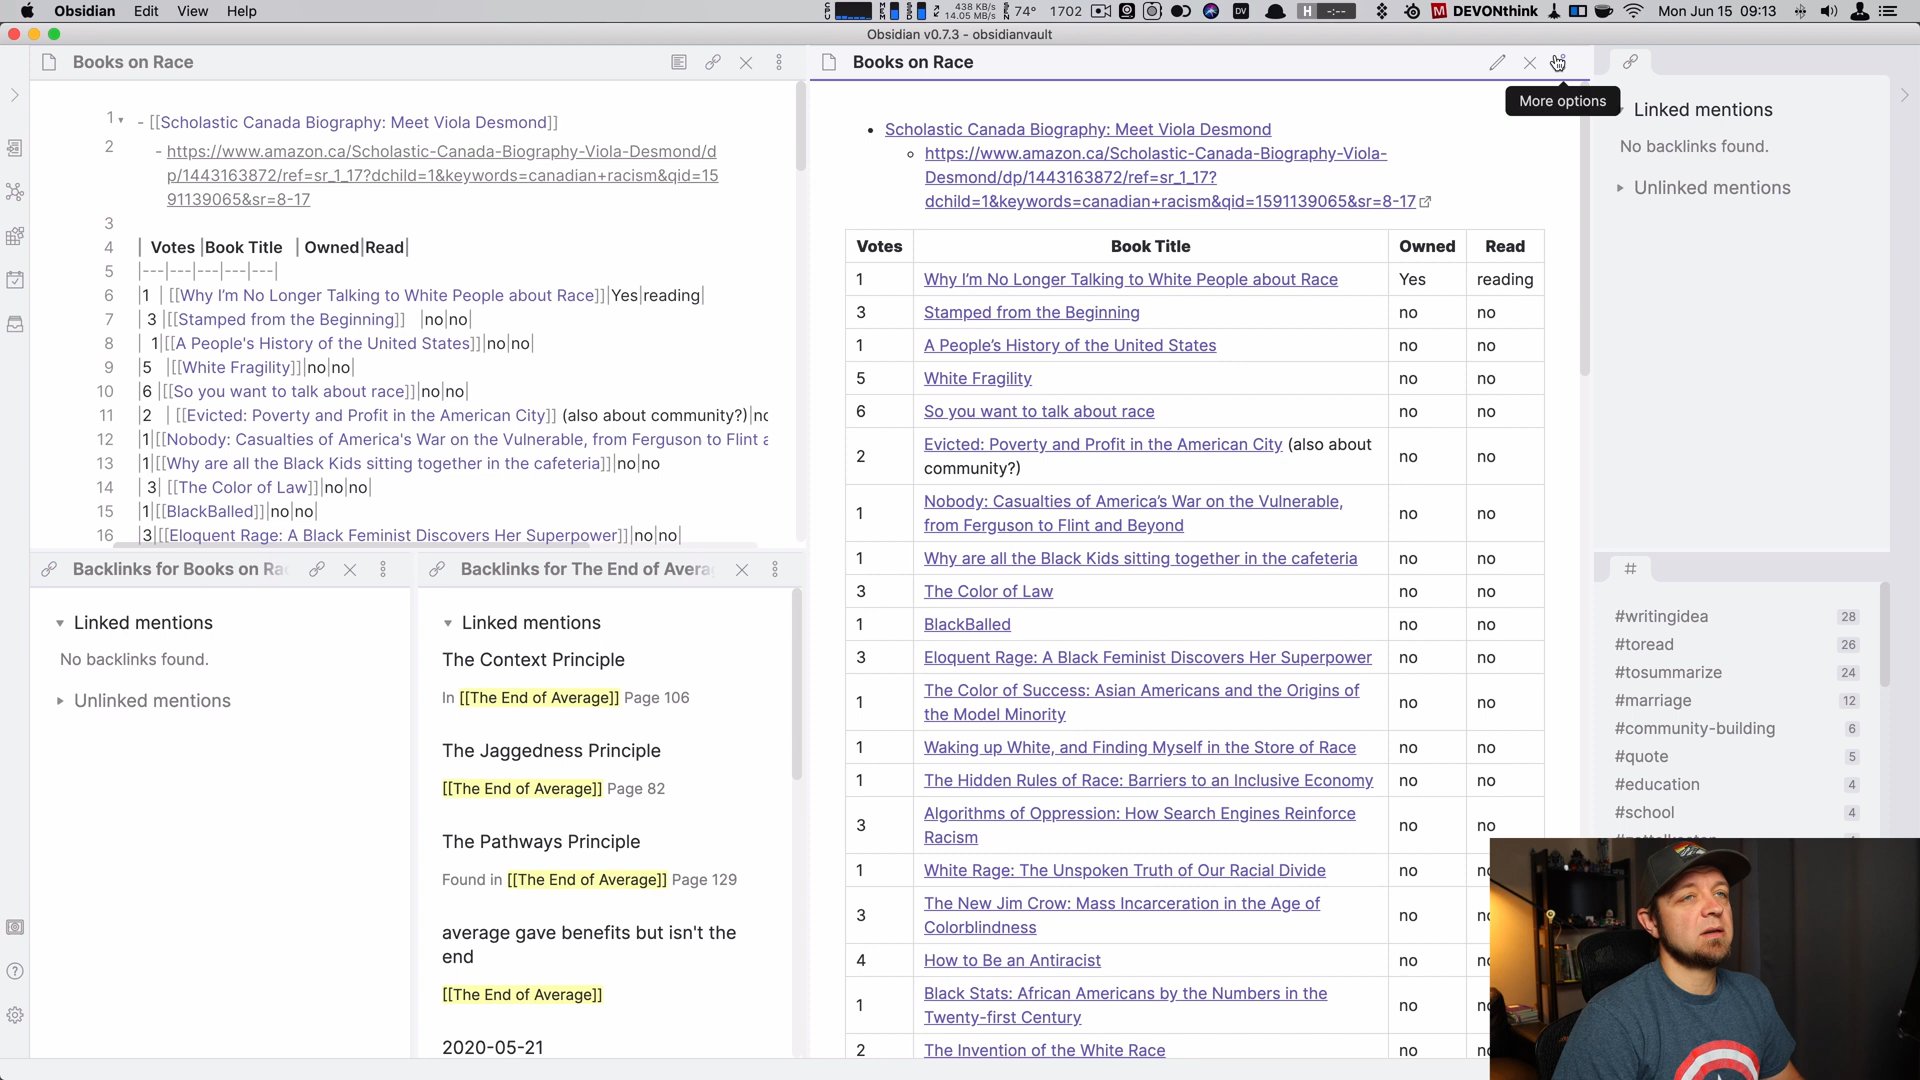 Obsidian Edit View Help
438 KB/s
14.05 MB/s
74° 1702
DV
H -:--
DEVONthink
Mon Jun 15 09:13
Obsidian v0.7.3 - obsidianvault
Books on Race
1 - [[Scholastic Canada Biography: Meet Viola Desmond]]
2 - https://www.amazon.ca/Scholastic-Canada-Biography-Viola-Desmond/d
p/1443163872/ref=sr_1_17?dchild=1&keywords=canadian+racism&qid=15
91139065&sr=8-17
3
4 | Votes |Book Title | Owned|Read|
5 |---|---|---|---|---|
6 |1 | [[Why I'm No Longer Talking to White People about Race]]|Yes|reading|
7 | 3 |[[Stamped from the Beginning]] |no|no|
8 | 1|[[A People's History of the United States]]|no|no|
9 |5 |[[White Fragility]]|no|no|
10 |6 |[[So you want to talk about race]]|no|no|
11 |2 | [[Evicted: Poverty and Profit in the American City]] (also about community?)|no
12 |1|[[Nobody: Casualties of America's War on the Vulnerable, from Ferguson to Flint a
13 |1|[[Why are all the Black Kids sitting together in the cafeteria]]|no|no
14 | 3| [[The Color of Law]]|no|no|
15 |1|[[BlackBalled]]|no|no|
16 |3|[[Eloquent Rage: A Black Feminist Discovers Her Superpower]]|no|no|
Backlinks for Books on Ra
Linked mentions
No backlinks found.
Unlinked mentions
Backlinks for The End of Avera
Linked mentions
The Context Principle
In [[The End of Average]] Page 106
The Jaggedness Principle
[[The End of Average]] Page 82
The Pathways Principle
Found in [[The End of Average]] Page 129
average gave benefits but isn't the
end
[[The End of Average]]
2020-05-21
Books on Race
More options
Scholastic Canada Biography: Meet Viola Desmond
https://www.amazon.ca/Scholastic-Canada-Biography-Viola-
Desmond/dp/1443163872/ref=sr_1_17?
dchild=1&keywords=canadian+racism&qid=1591139065&sr=8-17
Votes Book Title Owned Read
1 Why I'm No Longer Talking to White People about Race Yes reading
3 Stamped from the Beginning no no
1 A People's History of the United States no no
5 White Fragility no no
6 So you want to talk about race no no
2 Evicted: Poverty and Profit in the American City (also about
community?) no no
1 Nobody: Casualties of America's War on the Vulnerable,
from Ferguson to Flint and Beyond no no
1 Why are all the Black Kids sitting together in the cafeteria no no
3 The Color of Law no no
1 BlackBalled no no
3 Eloquent Rage: A Black Feminist Discovers Her Superpower no no
1 The Color of Success: Asian Americans and the Origins of
the Model Minority no no
1 Waking up White, and Finding Myself in the Store of Race no no
1 The Hidden Rules of Race: Barriers to an Inclusive Economy no no
3 Algorithms of Oppression: How Search Engines Reinforce
Racism no no
1 White Rage: The Unspoken Truth of Our Racial Divide no
3 The New Jim Crow: Mass Incarceration in the Age of
Colorblindness no
4 How to Be an Antiracist no
1 Black Stats: African Americans by the Numbers in the
Twenty-first Century no
2 The Invention of the White Race no
Linked mentions
No backlinks found.
Unlinked mentions
#
#writingidea 28
#toread 26
#tosummarize 24
#marriage 12
#community-building 6
#quote 5
#education 4
#school 4